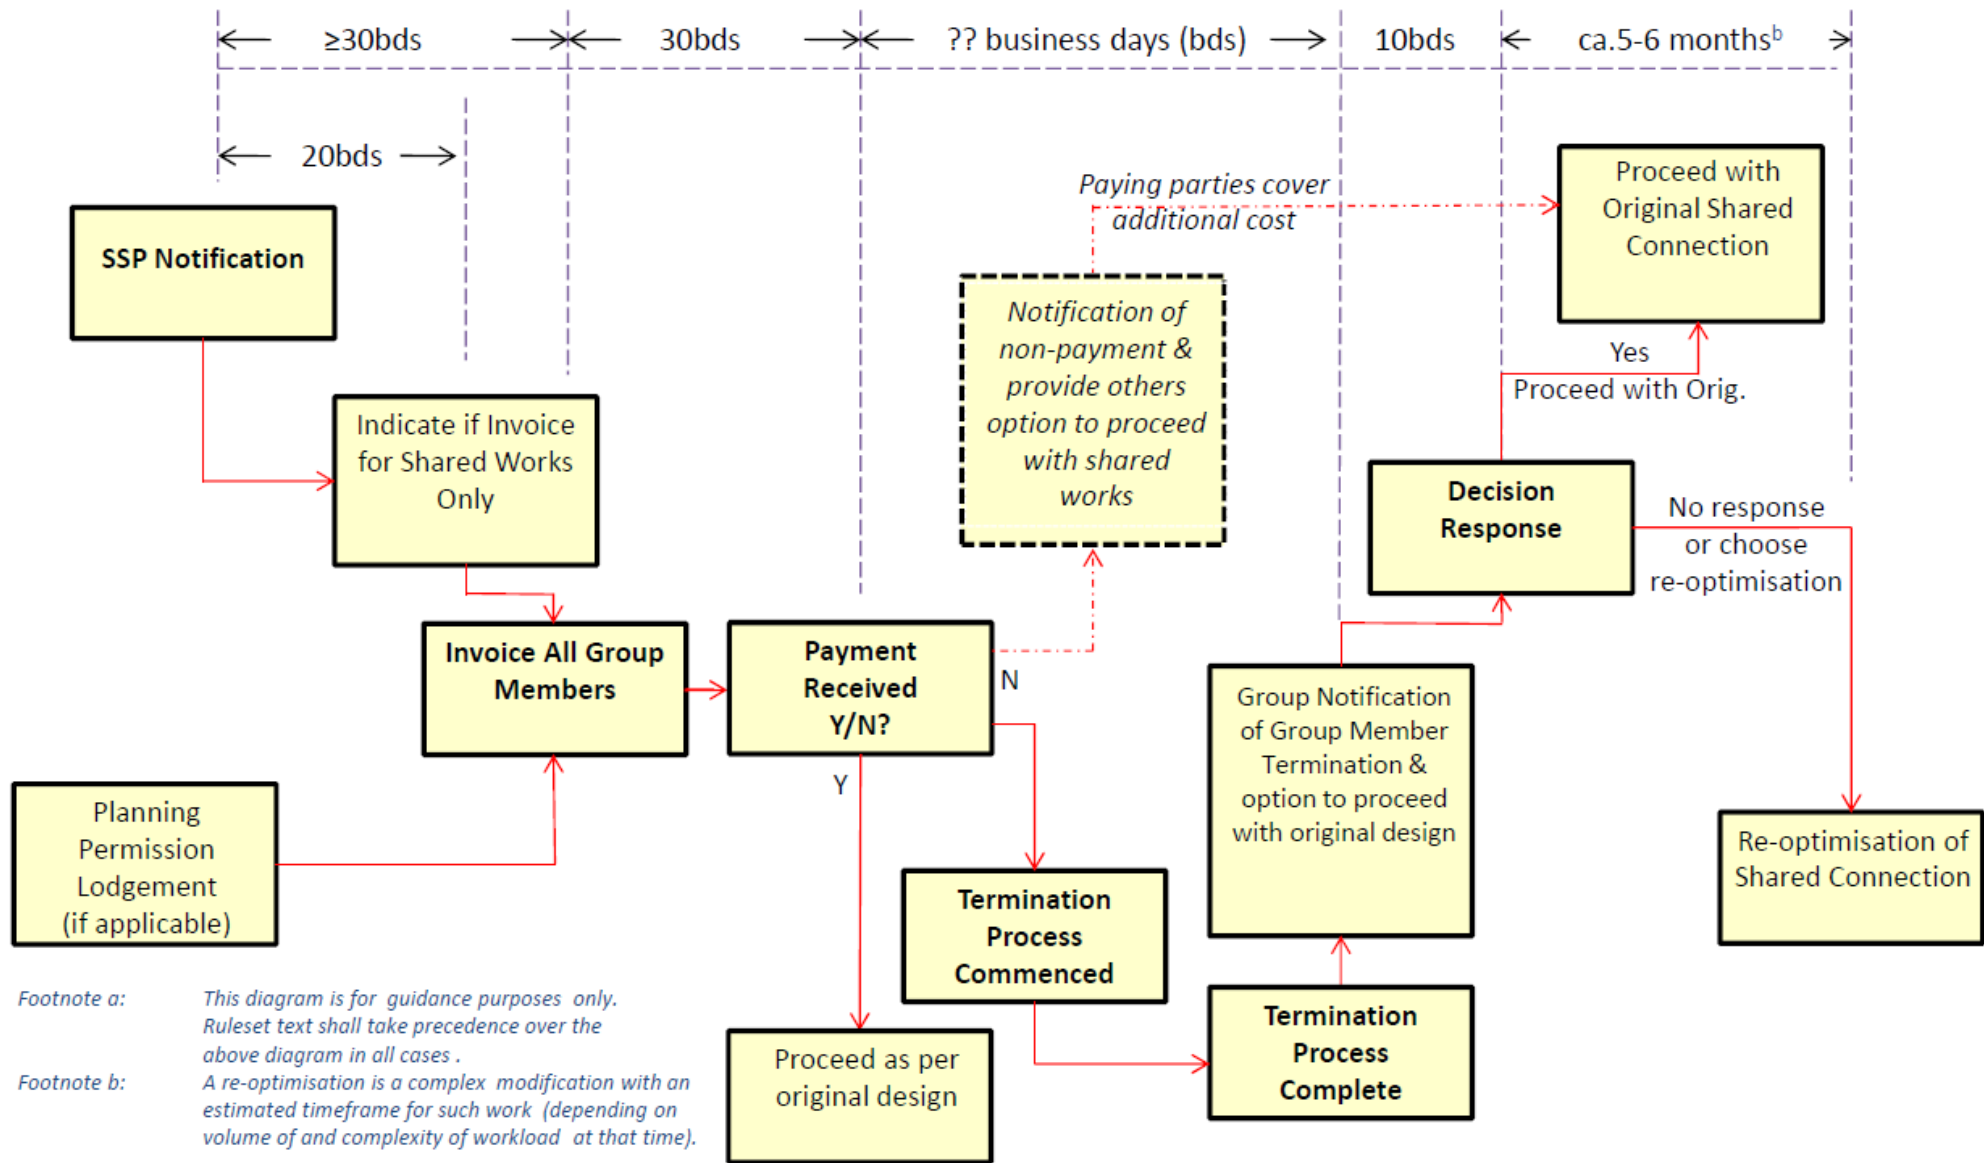 ≥30bds
30bds
?? business days (bds)
10bds
ca.5-6 months^b
20bds
SSP Notification
Indicate if Invoice
for Shared Works
Only
Invoice All Group
Members
Planning
Permission
Lodgement
(if applicable)
Payment
Received
Y/N?
N
Y
Proceed as per
original design
Notification of
non-payment &
provide others
option to proceed
with shared
works
Paying parties cover
additional cost
Termination
Process
Commenced
Termination
Process
Complete
Group Notification
of Group Member
Termination &
option to proceed
with original design
Decision
Response
Yes
Proceed with Orig.
Proceed with
Original Shared
Connection
No response
or choose
re-optimisation
Re-optimisation of
Shared Connection
Footnote a: This diagram is for guidance purposes only.
Ruleset text shall take precedence over the
above diagram in all cases .
Footnote b: A re-optimisation is a complex modification with an
estimated timeframe for such work (depending on
volume of and complexity of workload at that time).